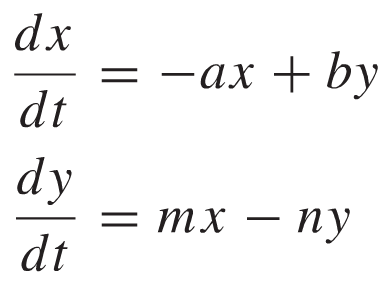 dx/dt = −ax + by
dy/dt = mx − ny